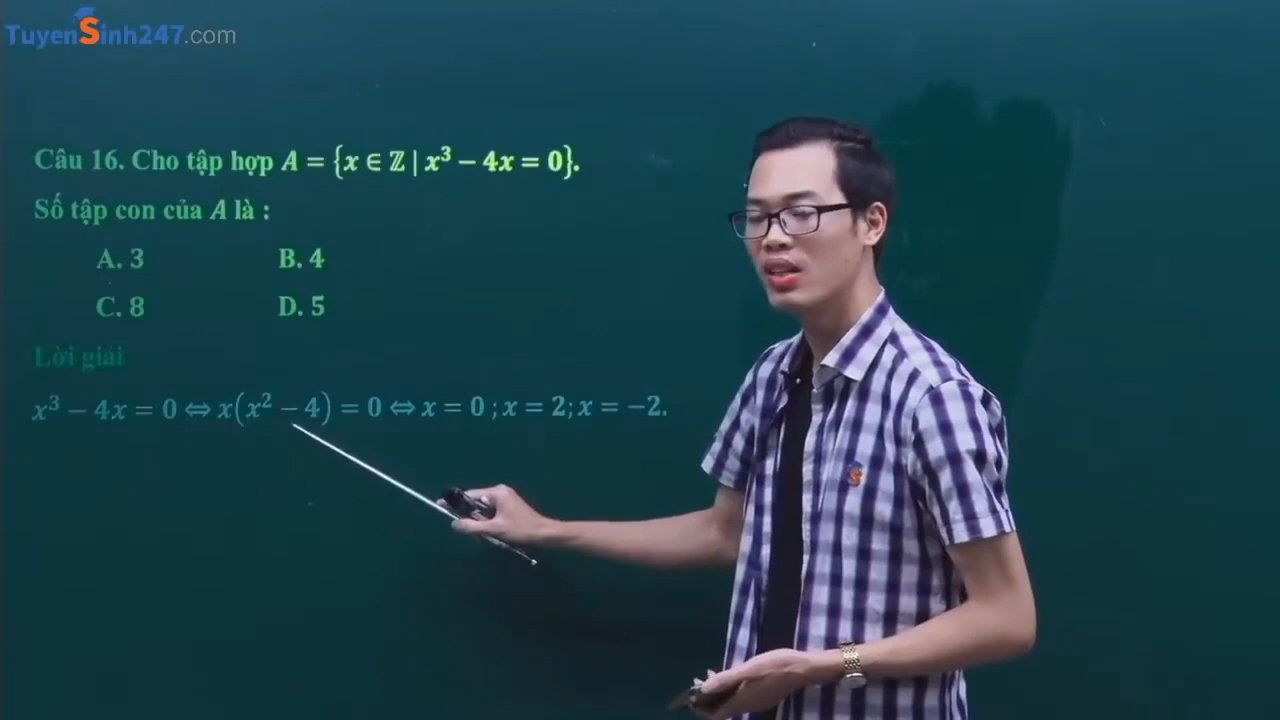 TuyenSinh247.com
Câu 16. Cho tập hợp A = {x ∈ ℤ | x³ − 4x = 0}.
Số tập con của A là :
A. 3 B. 4
C. 8 D. 5
Lời giải
x³ − 4x = 0 ⇔ x(x² − 4) = 0 ⇔ x = 0 ; x = 2; x = −2.